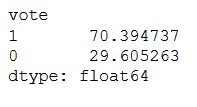 vote
1 70.394737
0 29.605263
dtype: float64